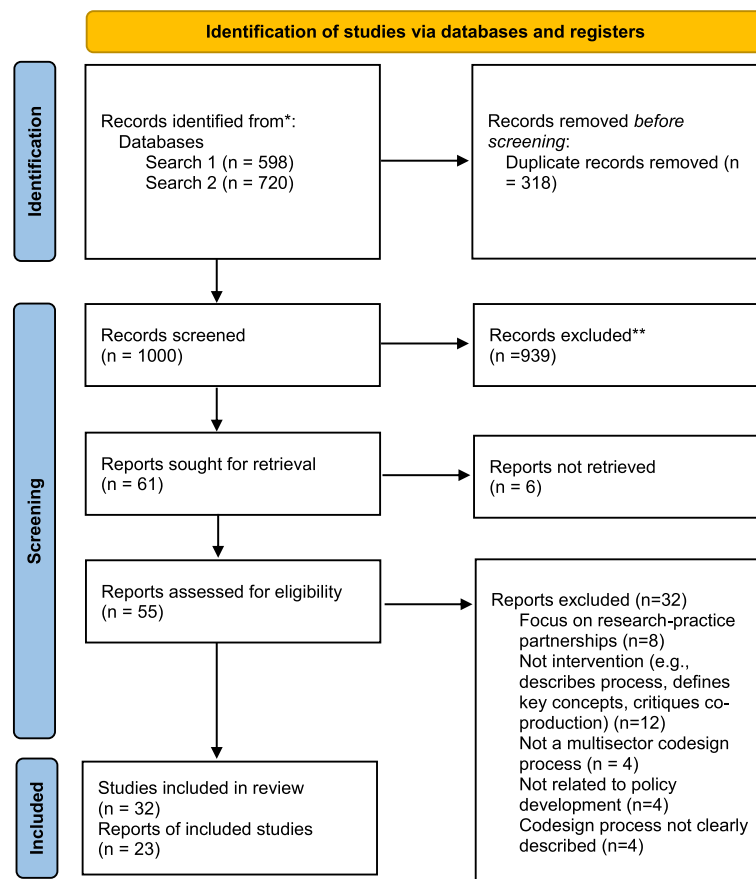 Identification of studies via databases and registers
Identification
Records identified from*:
Databases
Search 1 (n = 598)
Search 2 (n = 720)
Records removed before
screening:
Duplicate records removed (n
= 318)
Screening
Records screened
(n = 1000)
Records excluded**
(n =939)
Reports sought for retrieval
(n = 61)
Reports not retrieved
(n = 6)
Reports assessed for eligibility
(n = 55)
Reports excluded (n=32)
Focus on research-practice
partnerships (n=8)
Not intervention (e.g.,
describes process, defines
key concepts, critiques co-
production) (n=12)
Not a multisector codesign
process (n = 4)
Not related to policy
development (n=4)
Codesign process not clearly
described (n=4)
Included
Studies included in review
(n = 32)
Reports of included studies
(n = 23)